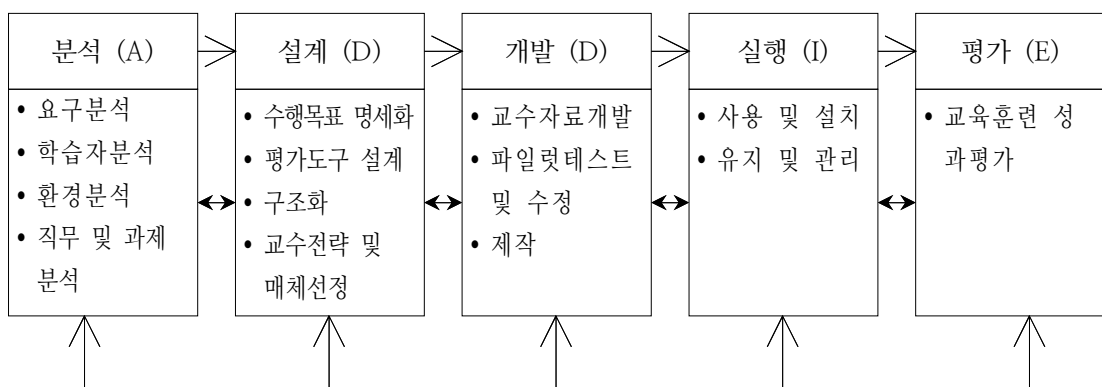 분석 (A)
• 요구분석
• 학습자분석
• 환경분석
• 직무 및 과제
분석
설계 (D)
• 수행목표 명세화
• 평가도구 설계
• 구조화
• 교수전략 및
매체선정
개발 (D)
• 교수자료개발
• 파일럿테스트
및 수정
• 제작
실행 (I)
• 사용 및 설치
• 유지 및 관리
평가 (E)
• 교육훈련 성
과평가